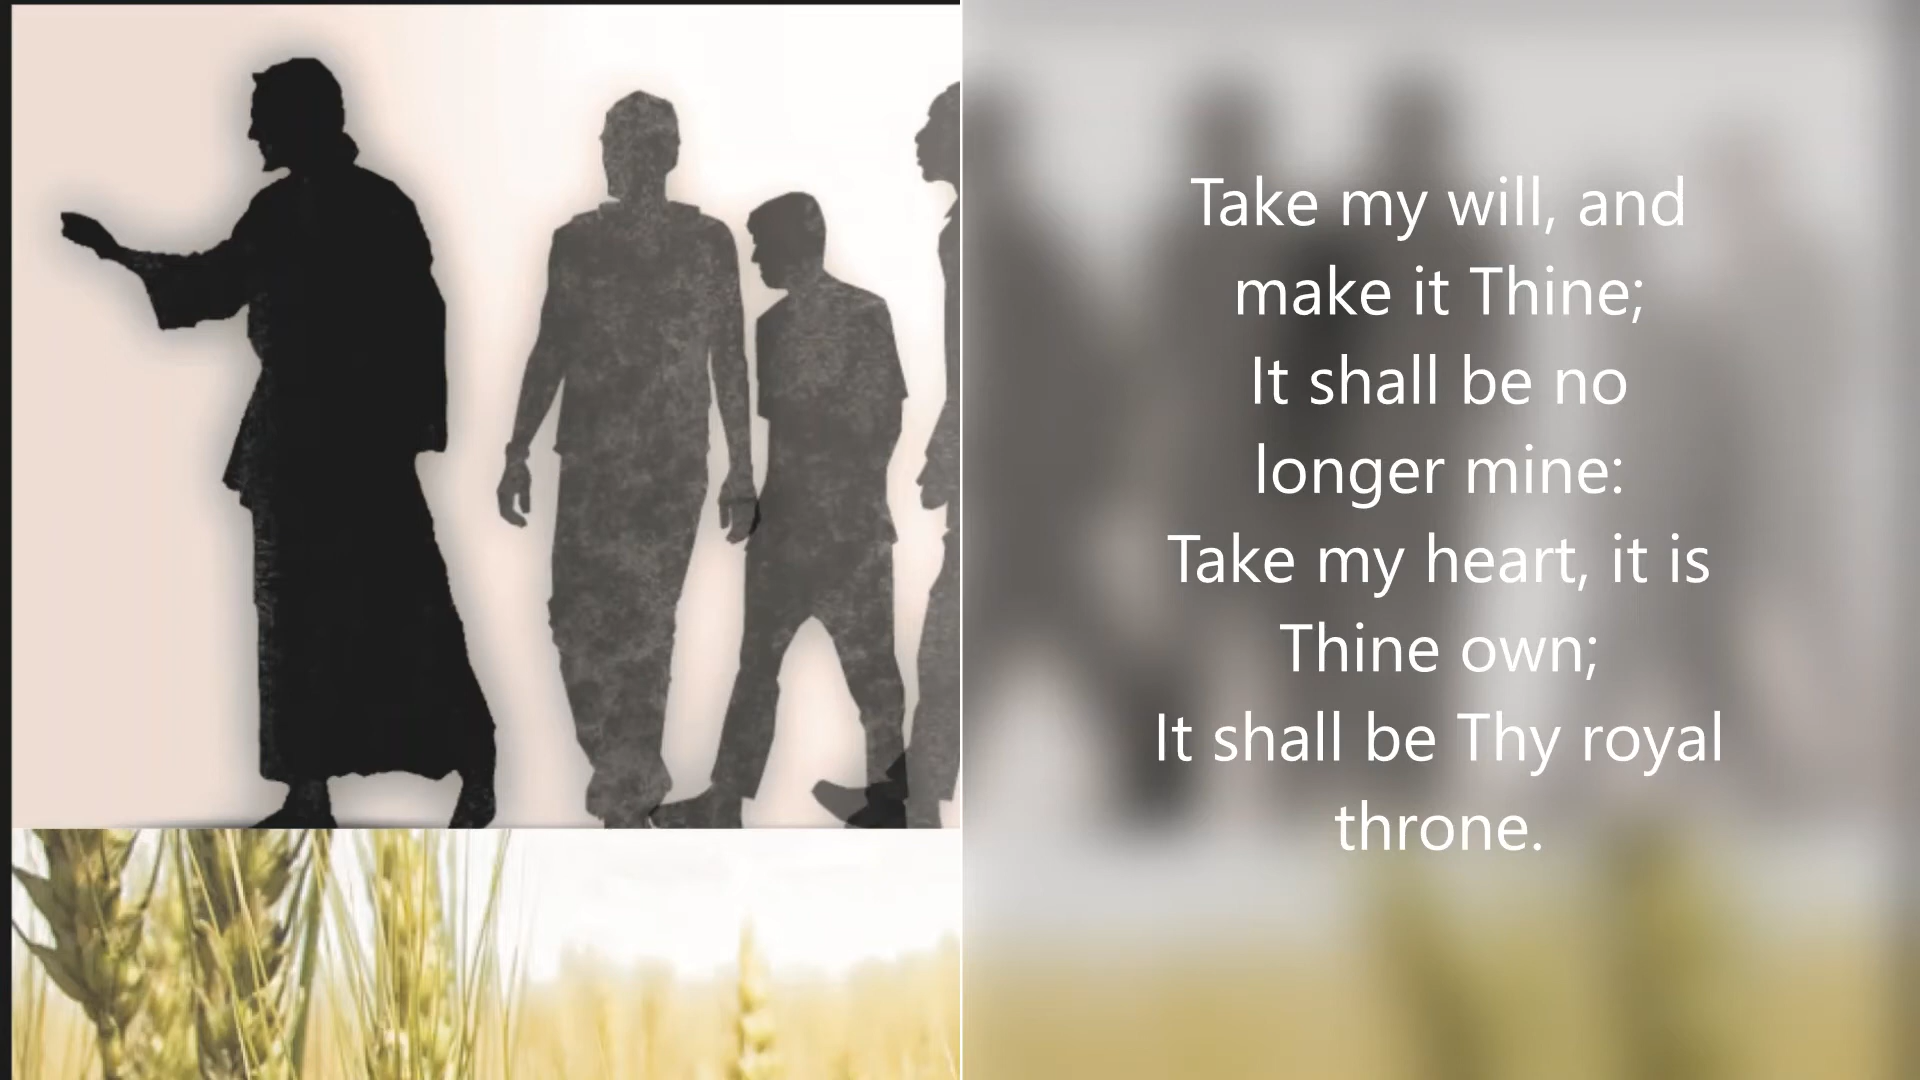 Take my will, and
make it Thine;
It shall be no
longer mine:
Take my heart, it is
Thine own;
It shall be Thy royal
throne.